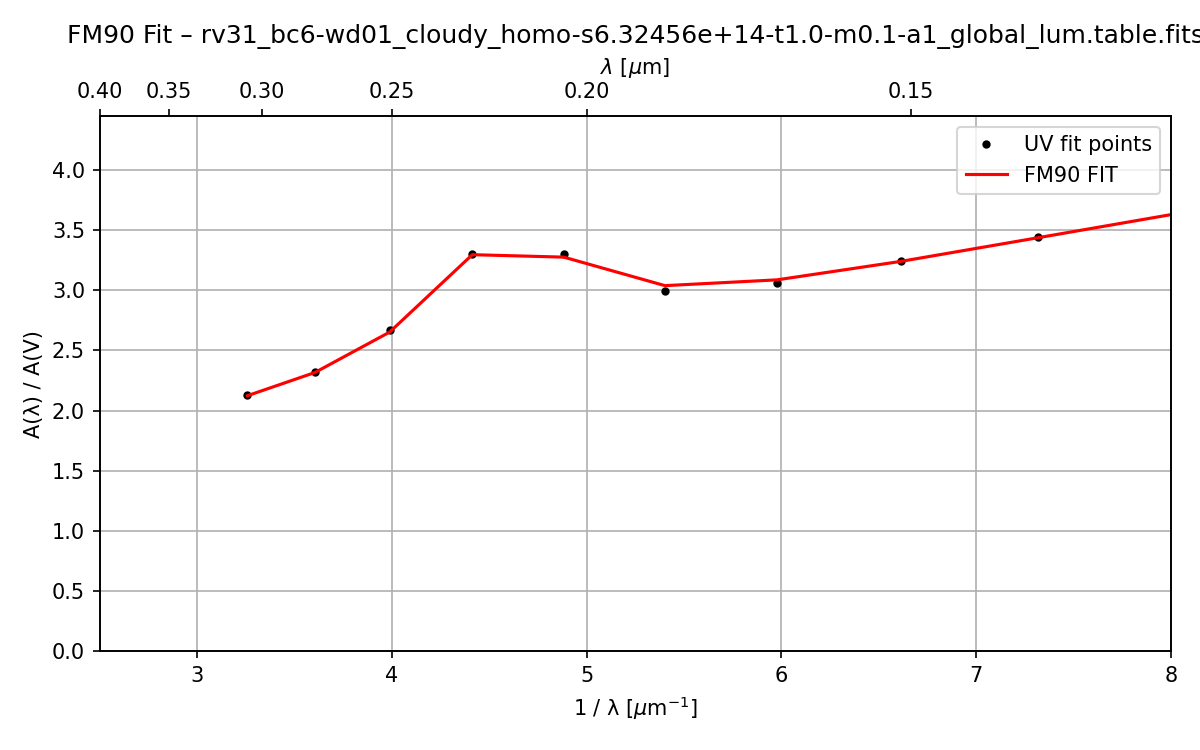 FM90 Fit – rv31_bc6-wd01_cloudy_homo-s6.32456e+14-t1.0-m0.1-a1_global_lum.table.fits
λ [μm]
0.40 0.35 0.30 0.25 0.20 0.15
UV fit points
FM90 FIT
A(λ) / A(V)
4.0
3.5
3.0
2.5
2.0
1.5
1.0
0.5
0.0
3 4 5 6 7 8
1 / λ [μm⁻¹]